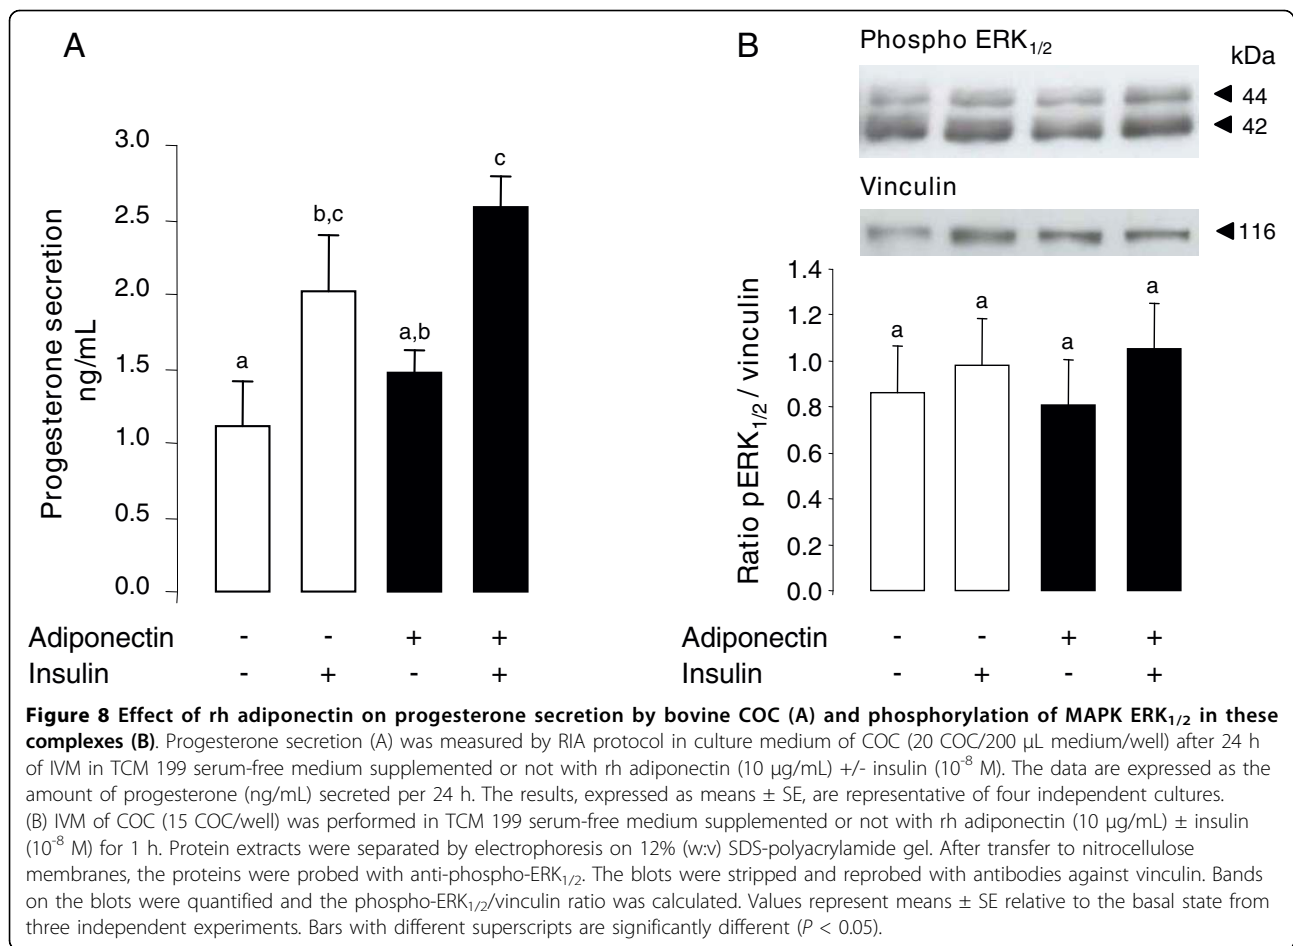 A
3.0
2.5
2.0
1.5
1.0
0.5
0.0
Progesterone secretion
ng/mL
a
b,c
a,b
c
Adiponectin - - + +
Insulin - + - +
B
Phospho ERK1/2
kDa
44
42
Vinculin
116
1.4
1.2
1.0
0.8
0.6
0.4
0.2
0.0
Ratio pERK1/2 / vinculin
a
a
a
a
Adiponectin - - + +
Insulin - + - +
Figure 8 Effect of rh adiponectin on progesterone secretion by bovine COC (A) and phosphorylation of MAPK ERK1/2 in these
complexes (B). Progesterone secretion (A) was measured by RIA protocol in culture medium of COC (20 COC/200 μL medium/well) after 24 h
of IVM in TCM 199 serum-free medium supplemented or not with rh adiponectin (10 μg/mL) +/- insulin (10-8 M). The data are expressed as the
amount of progesterone (ng/mL) secreted per 24 h. The results, expressed as means ± SE, are representative of four independent cultures.
(B) IVM of COC (15 COC/well) was performed in TCM 199 serum-free medium supplemented or not with rh adiponectin (10 μg/mL) ± insulin
(10-8 M) for 1 h. Protein extracts were separated by electrophoresis on 12% (w:v) SDS-polyacrylamide gel. After transfer to nitrocellulose
membranes, the proteins were probed with anti-phospho-ERK1/2. The blots were stripped and reprobed with antibodies against vinculin. Bands
on the blots were quantified and the phospho-ERK1/2/vinculin ratio was calculated. Values represent means ± SE relative to the basal state from
three independent experiments. Bars with different superscripts are significantly different (P < 0.05).